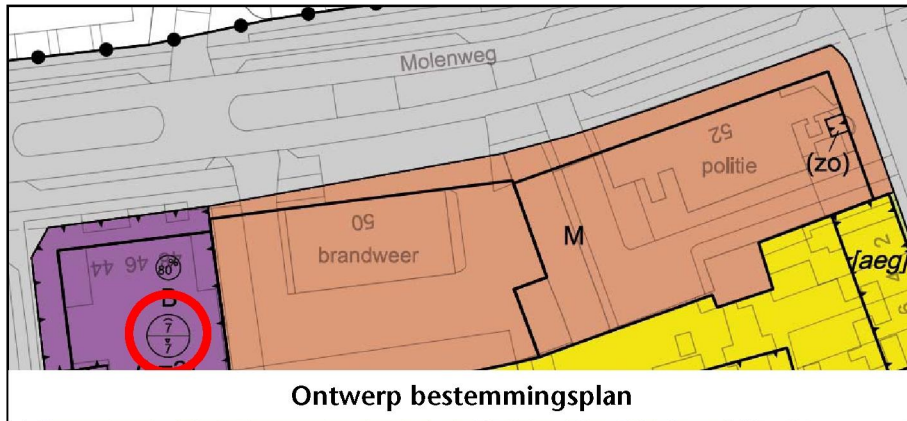 Molenweg
52
politie
(zo)
50
brandweer
M
44 46
80%
B
7
7
2
[aeg]
Ontwerp bestemmingsplan